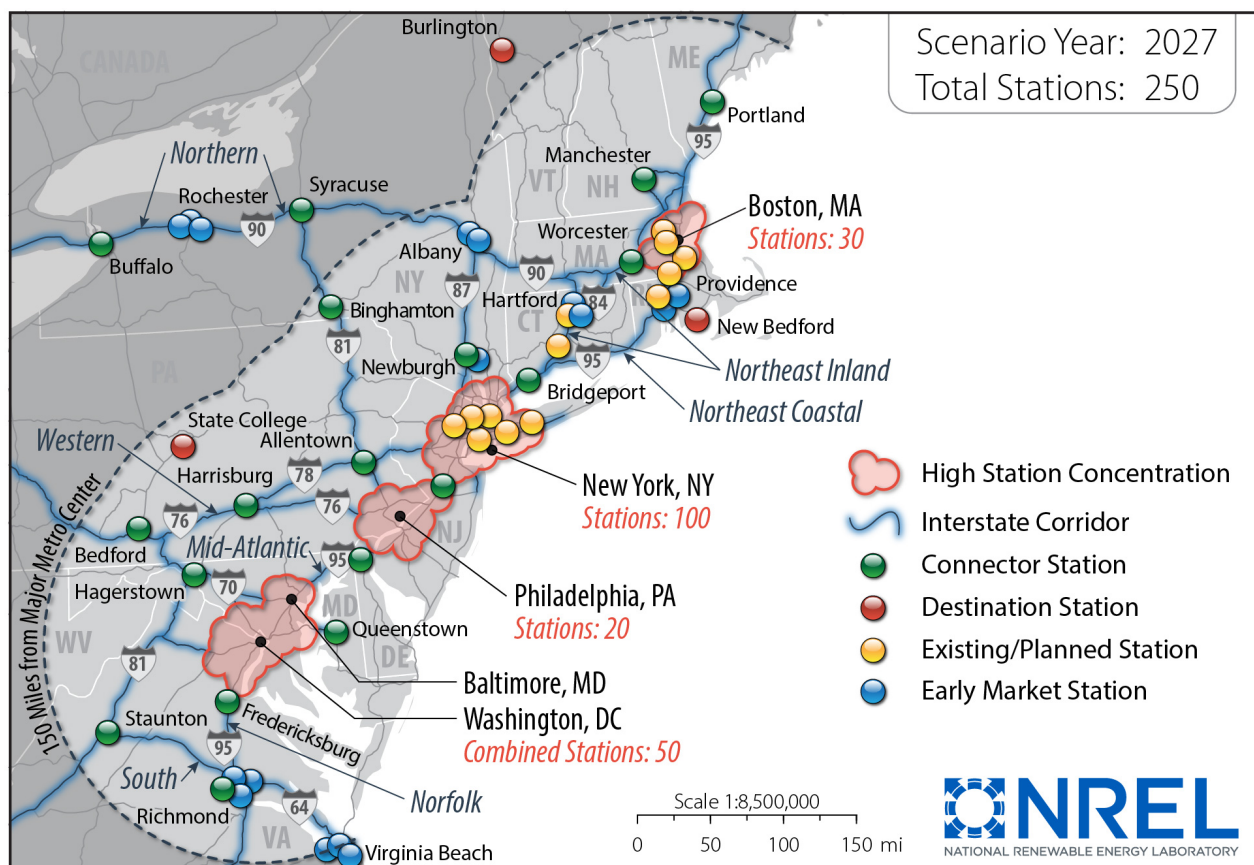 Scenario Year: 2027
Total Stations: 250
Burlington
CANADA
ME
Portland
95
Northern
Manchester
VT
NH
Rochester
Syracuse
90
Boston, MA
Stations: 30
Worcester
Buffalo
Albany
MA
NY
90
87
Hartford
84
Providence
RI
CT
Binghamton
New Bedford
81
95
Newburgh
Northeast Inland
PA
Bridgeport
Northeast Coastal
State College
Allentown
Western
Harrisburg
78
76
76
New York, NY
Stations: 100
NJ
Bedford
Mid-Atlantic
95
Hagerstown
70
Philadelphia, PA
Stations: 20
MD
Queenstown
WV
DE
81
Baltimore, MD
Washington, DC
Combined Stations: 50
150 Miles from Major Metro Center
Staunton
Fredericksburg
95
South
Norfolk
Richmond
64
VA
Virginia Beach
High Station Concentration
Interstate Corridor
Connector Station
Destination Station
Existing/Planned Station
Early Market Station
Scale 1:8,500,000
0 50 100 150 mi
NREL
NATIONAL RENEWABLE ENERGY LABORATORY